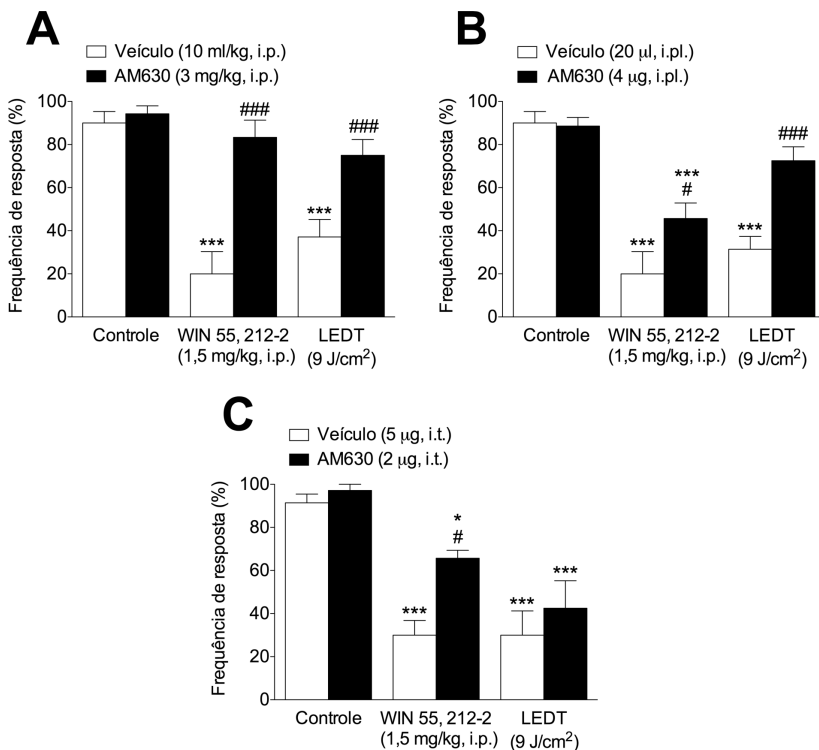 A
Veículo (10 ml/kg, i.p.)
AM630 (3 mg/kg, i.p.)
Frequência de resposta (%)
100
80
60
40
20
0
***
###
***
###
Controle
WIN 55, 212-2
(1,5 mg/kg, i.p.)
LEDT
(9 J/cm²)
B
Veículo (20 µl, i.pl.)
AM630 (4 µg, i.pl.)
Frequência de resposta (%)
100
80
60
40
20
0
***
***
#
***
###
Controle
WIN 55, 212-2
(1,5 mg/kg, i.p.)
LEDT
(9 J/cm²)
C
Veículo (5 µg, i.t.)
AM630 (2 µg, i.t.)
Frequência de resposta (%)
100
80
60
40
20
0
***
*
#
***
***
Controle
WIN 55, 212-2
(1,5 mg/kg, i.p.)
LEDT
(9 J/cm²)